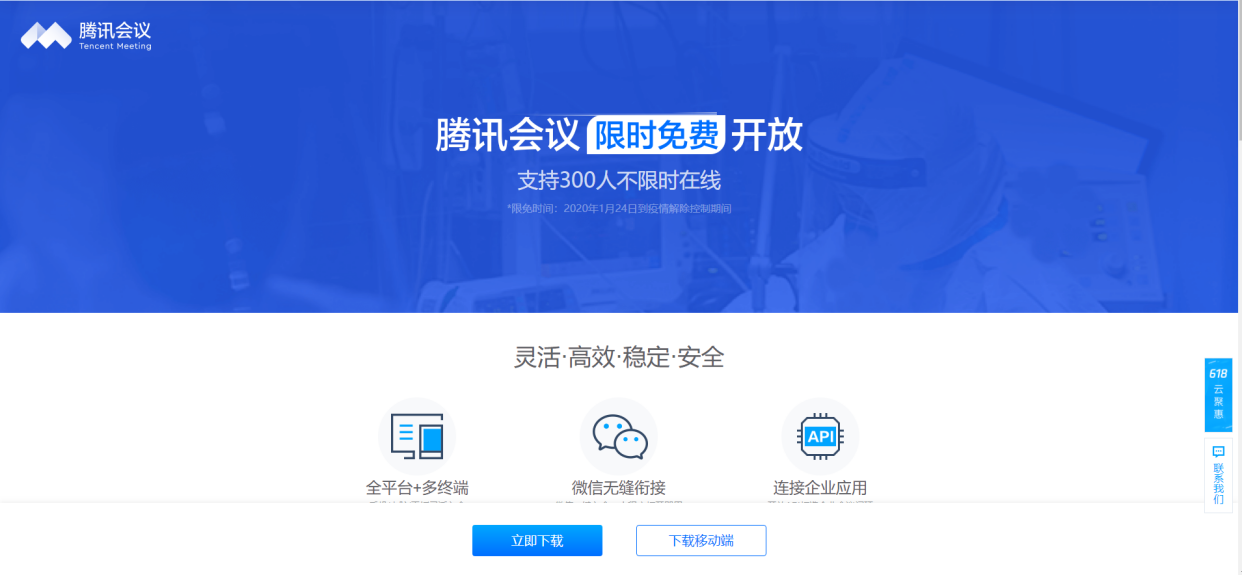 腾讯会议
Tencent Meeting
腾讯会议 限时免费 开放
支持300人不限时在线
*限免时间：2020年1月24日到疫情解除控制期间
灵活·高效·稳定·安全
618
云
聚
惠
API
全平台+多终端
微信无缝衔接
连接企业应用
联
系
我
们
立即下载
下载移动端